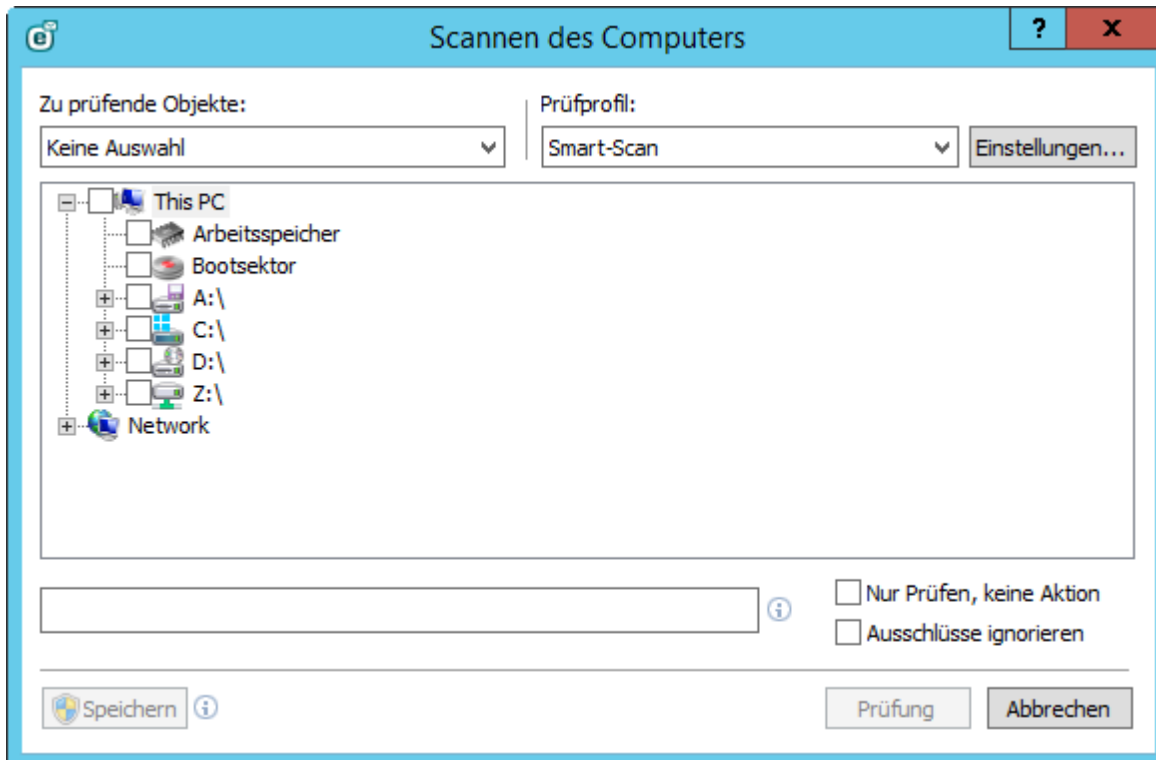 Scannen des Computers
?
x
Zu prüfende Objekte:
Prüfprofil:
Keine Auswahl
Smart-Scan
Einstellungen...
This PC
Arbeitsspeicher
Bootsektor
A:\
C:\
D:\
Z:\
Network
Nur Prüfen, keine Aktion
Ausschlüsse ignorieren
Speichern
Prüfung
Abbrechen